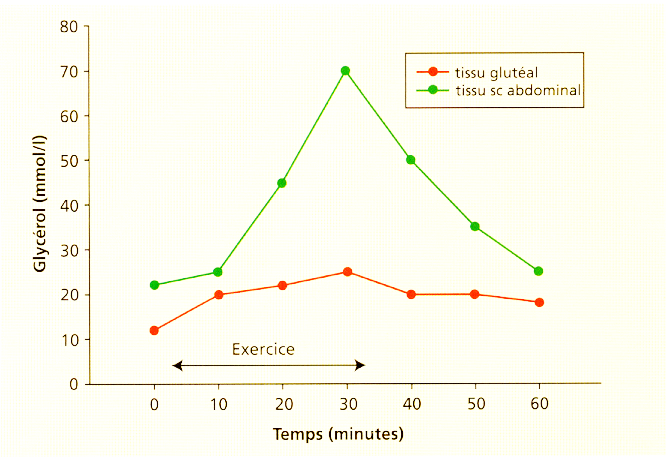 80
70
60
50
40
30
20
10
0
Glycérol (mmol/l)
tissu glutéal
tissu sc abdominal
Exercice
0 10 20 30 40 50 60
Temps (minutes)